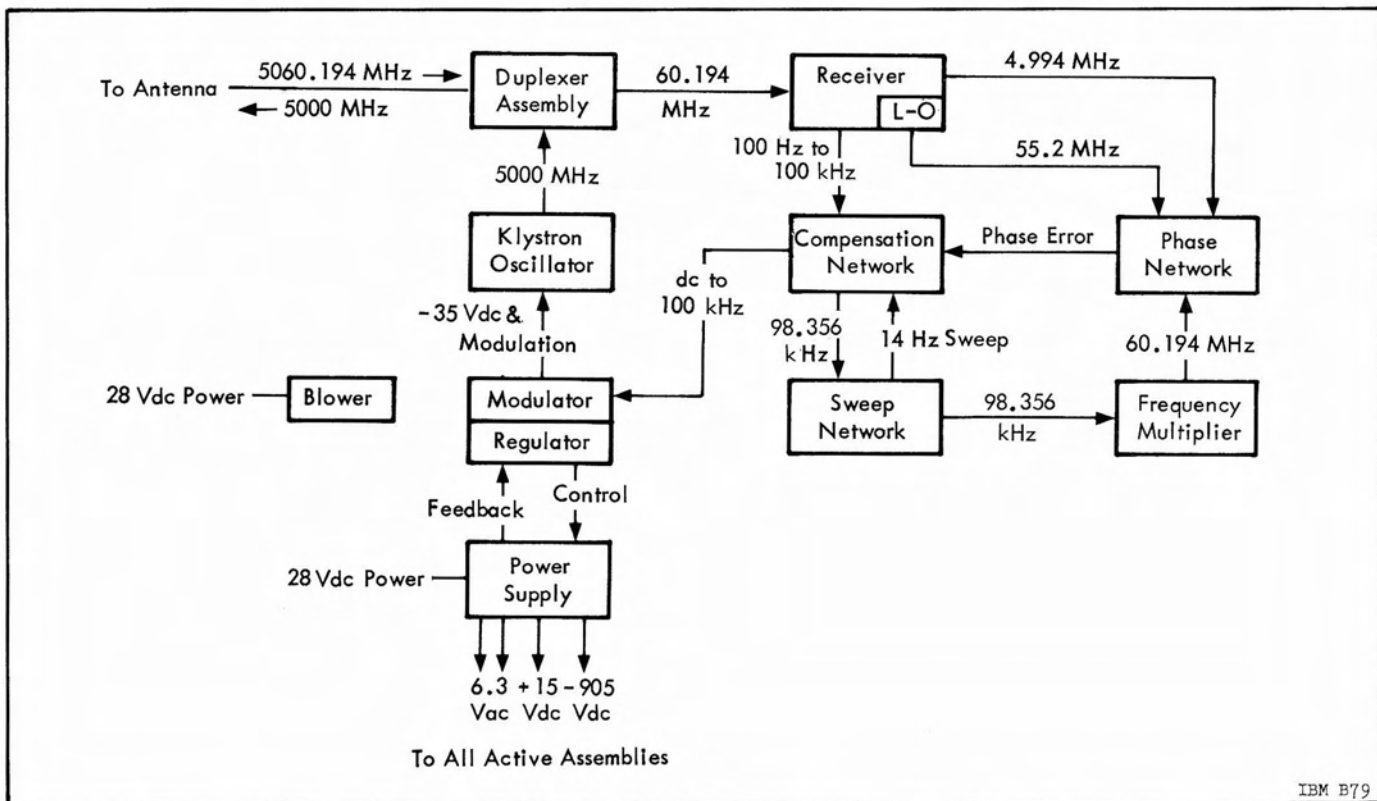 5060.194 MHz
To Antenna
5000 MHz
Duplexer
Assembly
60.194
MHz
Receiver
L-O
4.994 MHz
55.2 MHz
100 Hz to
100 kHz
5000 MHz
Klystron
Oscillator
Compensation
Network
Phase Error
Phase
Network
dc to
100 kHz
-35 Vdc &
Modulation
98.356
kHz
14 Hz Sweep
60.194 MHz
28 Vdc Power
Blower
Modulator
Regulator
Sweep
Network
98.356
kHz
Frequency
Multiplier
Feedback
Control
28 Vdc Power
Power
Supply
6.3 +15 -905
Vac Vdc Vdc
To All Active Assemblies
IBM B79